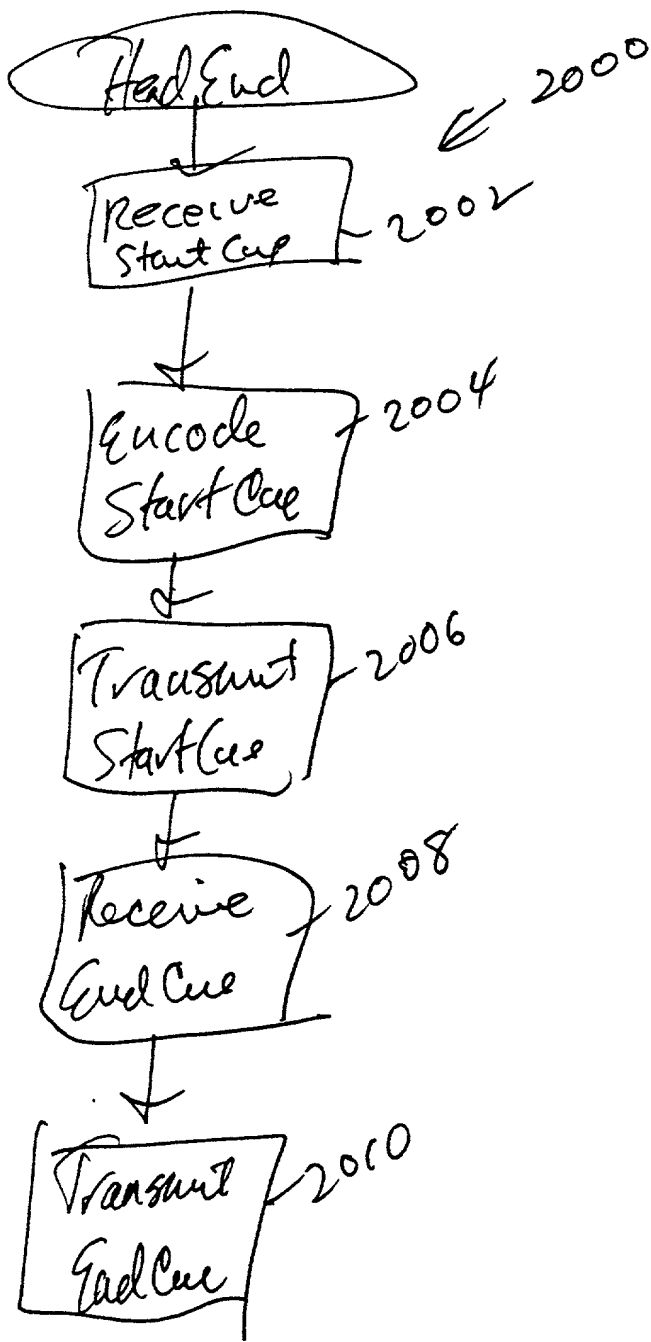 Head End
2000
Receive
Start Cue
2002
Encode
Start Cue
2004
Transmit
Start Cue
2006
Receive
End Cue
2008
Transmit
End Cue
2010